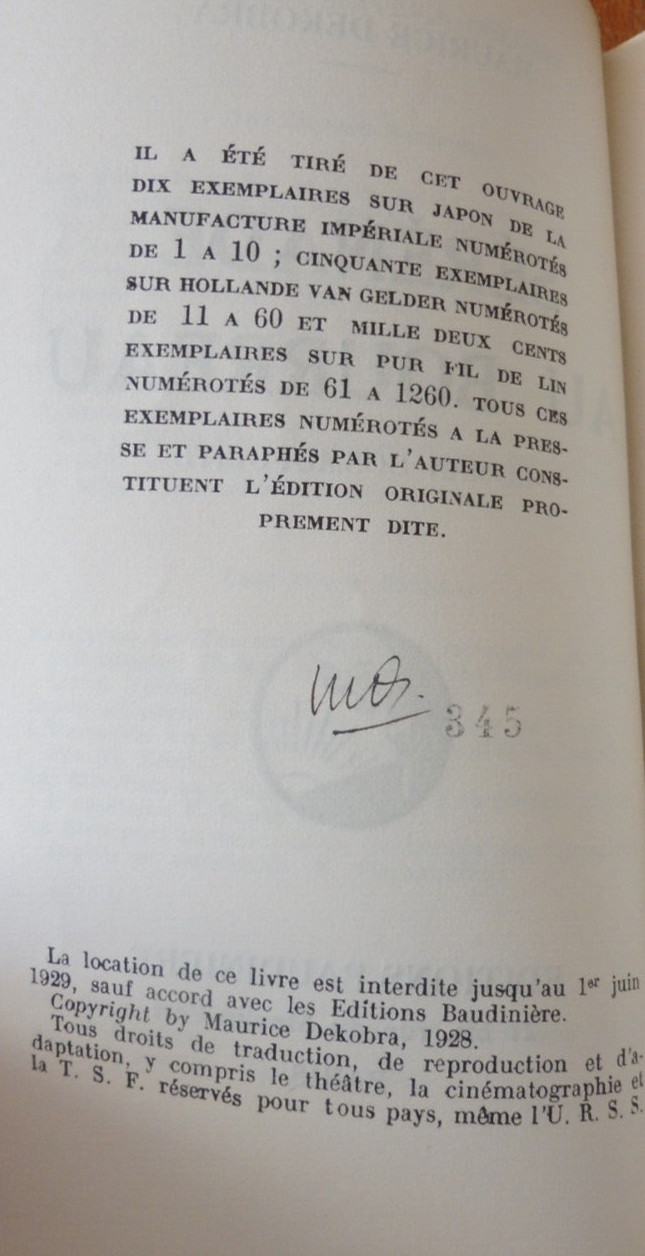 IL A ÉTÉ TIRÉ DE CET OUVRAGE
DIX EXEMPLAIRES SUR JAPON DE LA
MANUFACTURE IMPÉRIALE NUMÉROTÉS
DE 1 A 10 ; CINQUANTE EXEMPLAIRES
SUR HOLLANDE VAN GELDER NUMÉROTÉS
DE 11 A 60 ET MILLE DEUX CENTS
EXEMPLAIRES SUR PUR FIL DE LIN
NUMÉROTÉS DE 61 A 1260. TOUS CES
EXEMPLAIRES NUMÉROTÉS A LA PRES-
SE ET PARAPHÉS PAR L'AUTEUR CONS-
TITUENT L'ÉDITION ORIGINALE PRO-
PREMENT DITE.
345
La location de ce livre est interdite jusqu'au 1er juin
1929, sauf accord avec les Editions Baudinière.
Copyright by Maurice Dekobra, 1928.
Tous droits de traduction, de reproduction et d'a-
daptation, y compris le théâtre, la cinématographie et
la T. S. F. réservés pour tous pays, même l'U. R. S. S.